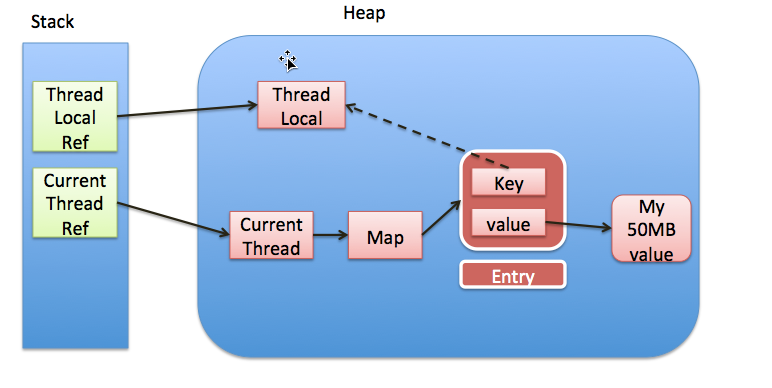 Stack
Heap
Thread
Local
Ref
Thread
Local
Current
Thread
Ref
Key
value
Current
Thread
Map
My
50MB
value
Entry